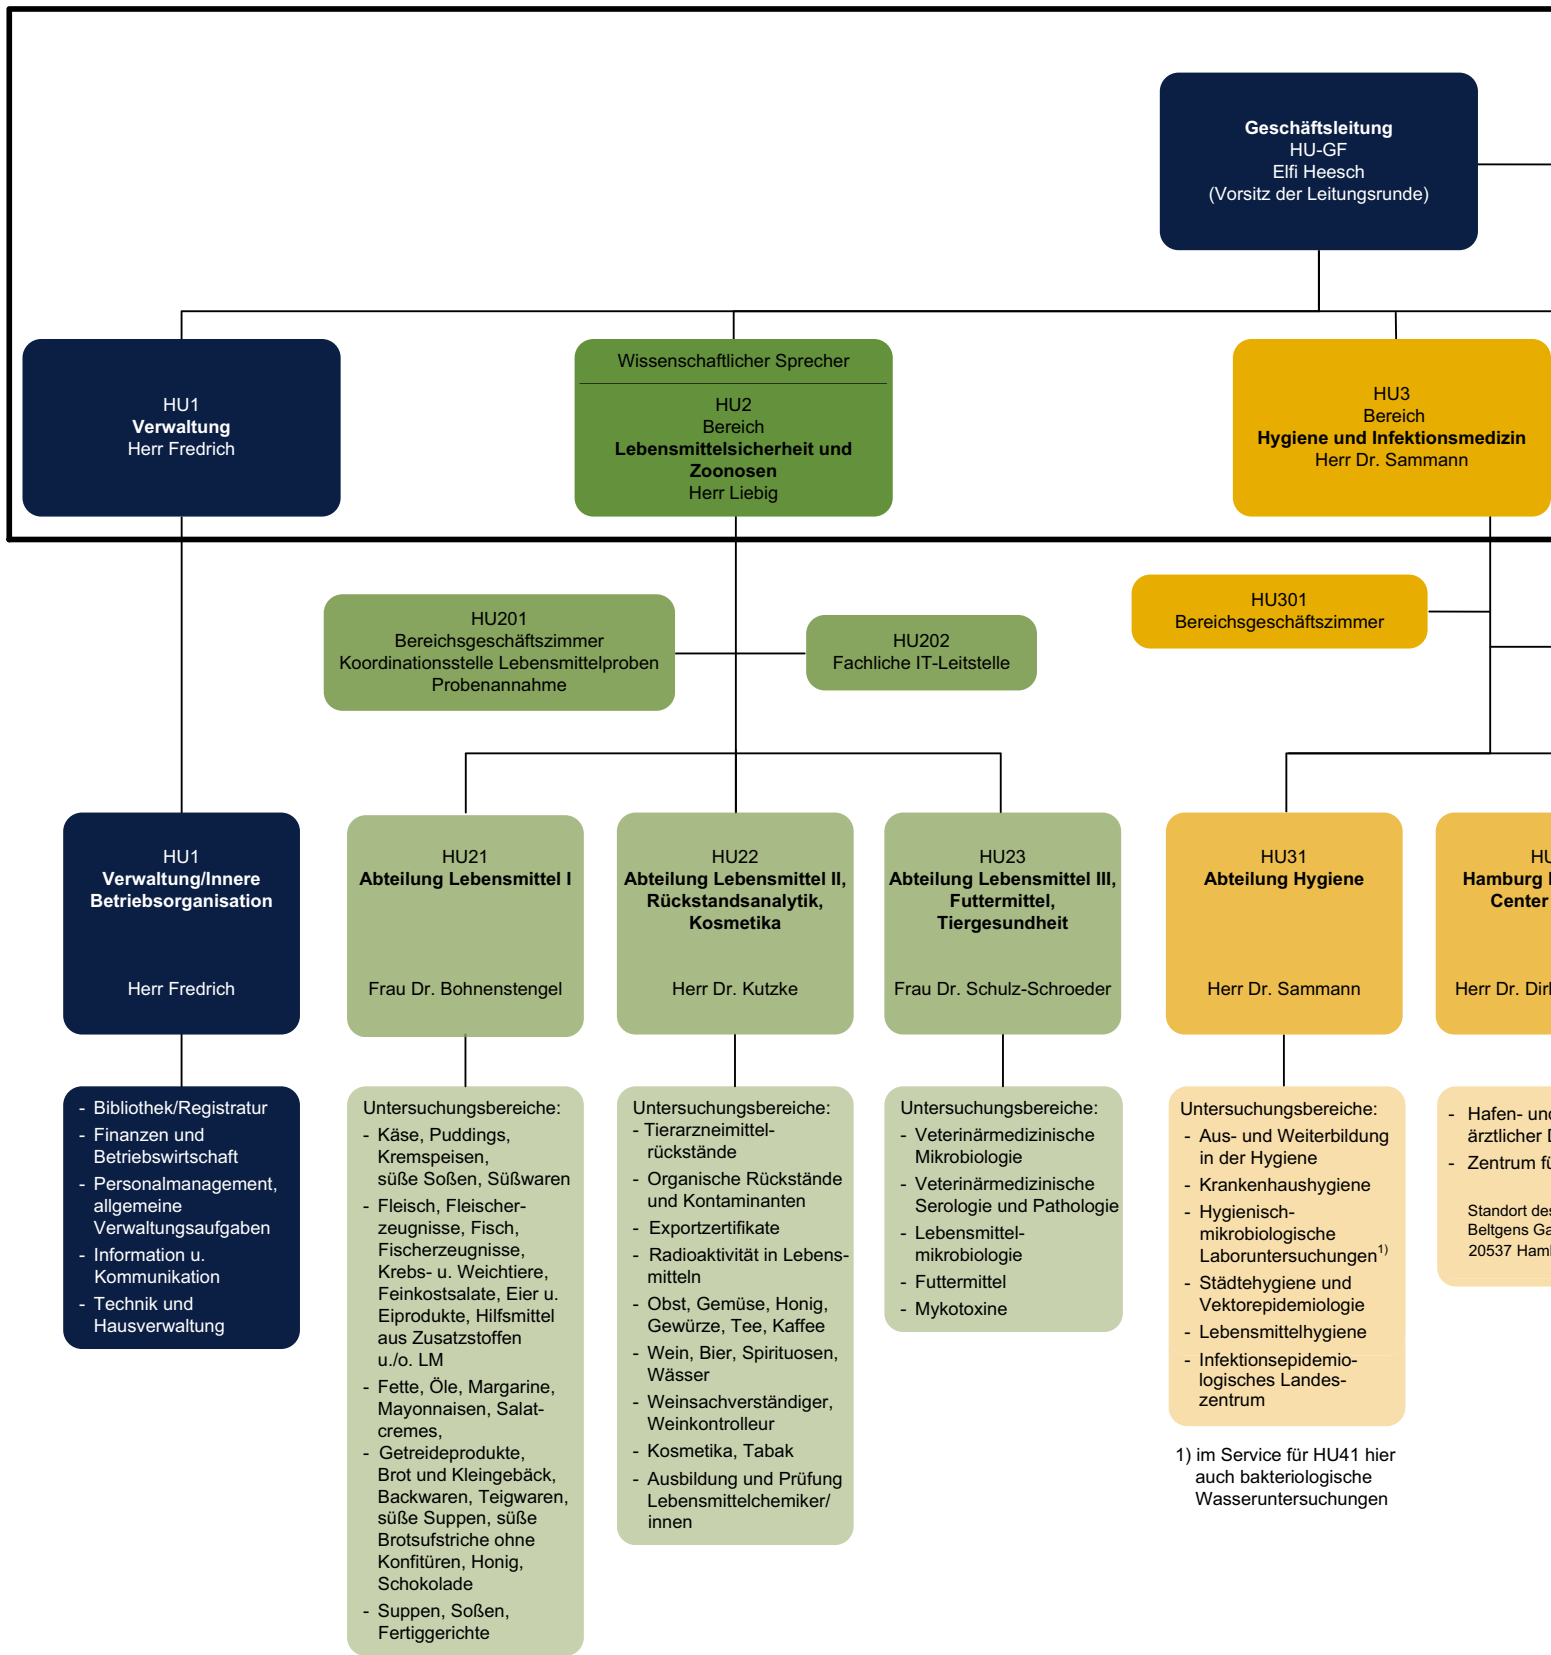 Geschäftsleitung
HU-GF
Elfi Heesch
(Vorsitz der Leitungsrunde)
HU1
Verwaltung
Herr Fredrich
Wissenschaftlicher Sprecher
HU2
Bereich
Lebensmittelsicherheit und
Zoonosen
Herr Liebig
HU3
Bereich
Hygiene und Infektionsmedizin
Herr Dr. Sammann
HU201
Bereichsgeschäftszimmer
Koordinationsstelle Lebensmittelproben
Probenannahme
HU202
Fachliche IT-Leitstelle
HU301
Bereichsgeschäftszimmer
HU1
Verwaltung/Innere
Betriebsorganisation
Herr Fredrich
HU21
Abteilung Lebensmittel I
Frau Dr. Bohnenstengel
HU22
Abteilung Lebensmittel II,
Rückstandsanalytik,
Kosmetika
Herr Dr. Kutzke
HU23
Abteilung Lebensmittel III,
Futtermittel,
Tiergesundheit
Frau Dr. Schulz-Schroeder
HU31
Abteilung Hygiene
Herr Dr. Sammann
Hamburg
Center
Herr Dr.
- Bibliothek/Registratur
- Finanzen und
Betriebswirtschaft
- Personalmanagement,
allgemeine
Verwaltungsaufgaben
- Information u.
Kommunikation
- Technik und
Hausverwaltung
Untersuchungsbereiche:
- Käse, Puddings,
Kremspeisen,
süße Soßen, Süßwaren
- Fleisch, Fleischer-
zeugnisse, Fisch,
Fischerzeugnisse,
Krebs- u. Weichtiere,
Feinkostsalate, Eier u.
Eiprodukte, Hilfsmittel
aus Zusatzstoffen
u./o. LM
- Fette, Öle, Margarine,
Mayonnaisen, Salat-
cremes,
- Getreideprodukte,
Brot und Kleingebäck,
Backwaren, Teigwaren,
süße Suppen, süße
Brotsufstriche ohne
Konfitüren, Honig,
Schokolade
- Suppen, Soßen,
Fertiggerichte
Untersuchungsbereiche:
- Tierarzneimittel-
rückstände
- Organische Rückstände
und Kontaminanten
- Exportzertifikate
- Radioaktivität in Lebens-
mitteln
- Obst, Gemüse, Honig,
Gewürze, Tee, Kaffee
- Wein, Bier, Spirituosen,
Wässer
- Weinsachverständiger,
Weinkontrolleur
- Kosmetika, Tabak
- Ausbildung und Prüfung
Lebensmittelchemiker/
innen
Untersuchungsbereiche:
- Veterinärmedizinische
Mikrobiologie
- Veterinärmedizinische
Serologie und Pathologie
- Lebensmittel-
mikrobiologie
- Futtermittel
- Mykotoxine
Untersuchungsbereiche:
- Aus- und Weiterbildung
in der Hygiene
- Krankenhaushygiene
- Hygienisch-
mikrobiologische
Laboruntersuchungen1)
- Städtehygiene und
Vektorepidemiologie
- Lebensmittelhygiene
- Infektionsepidemio-
logisches Landes-
zentrum
1) im Service für HU41 hier
auch bakteriologische
Wasseruntersuchungen
- Hafen-
ärztlicher
- Zentrum
Standort
Beltgens
20537